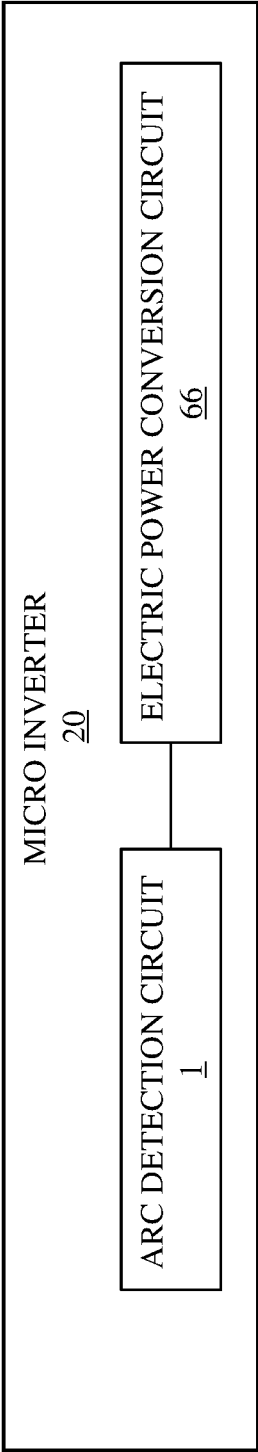 MICRO INVERTER
20
ARC DETECTION CIRCUIT
1
ELECTRIC POWER CONVERSION CIRCUIT
66